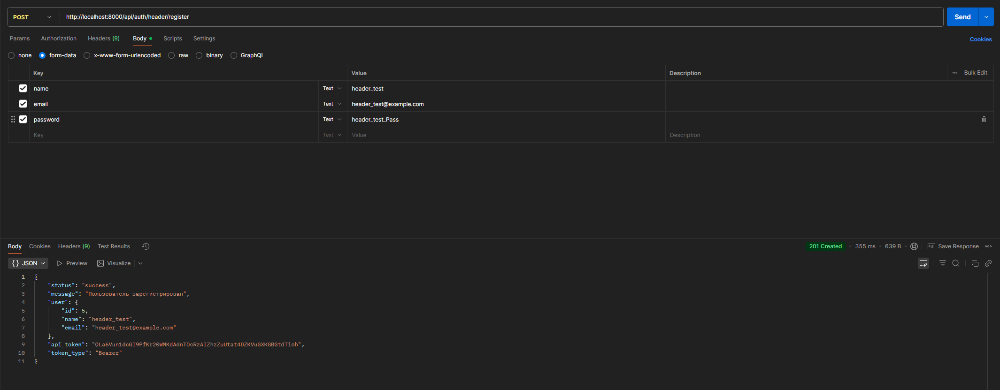 POST http://localhost:8000/api/auth/header/register Send
Params Authorization Headers (9) Body Scripts Settings Cookies
none form-data x-www-form-urlencoded raw binary GraphQL
Key Value Description Bulk Edit
name Text header_test
email Text header_test@example.com
password Text header_test_Pass
Key Text Value Description
Body Cookies Headers (9) Test Results 201 Created 355 ms 639 B e.g. Save Response
{} JSON Preview Visualize
1 {
2 "status": "success",
3 "message": "Пользователь зарегистрирован",
4 "user": {
5 "id": 5,
6 "name": "header_test",
7 "email": "header_test@example.com"
8 },
9 "api_token": "QLa6Vun1dcGI9PfKr20WMKdAdnTOcRzAIZhzZuUtat4DZKVuGXKGBGtdTioh",
10 "token_type": "Bearer"
11 }